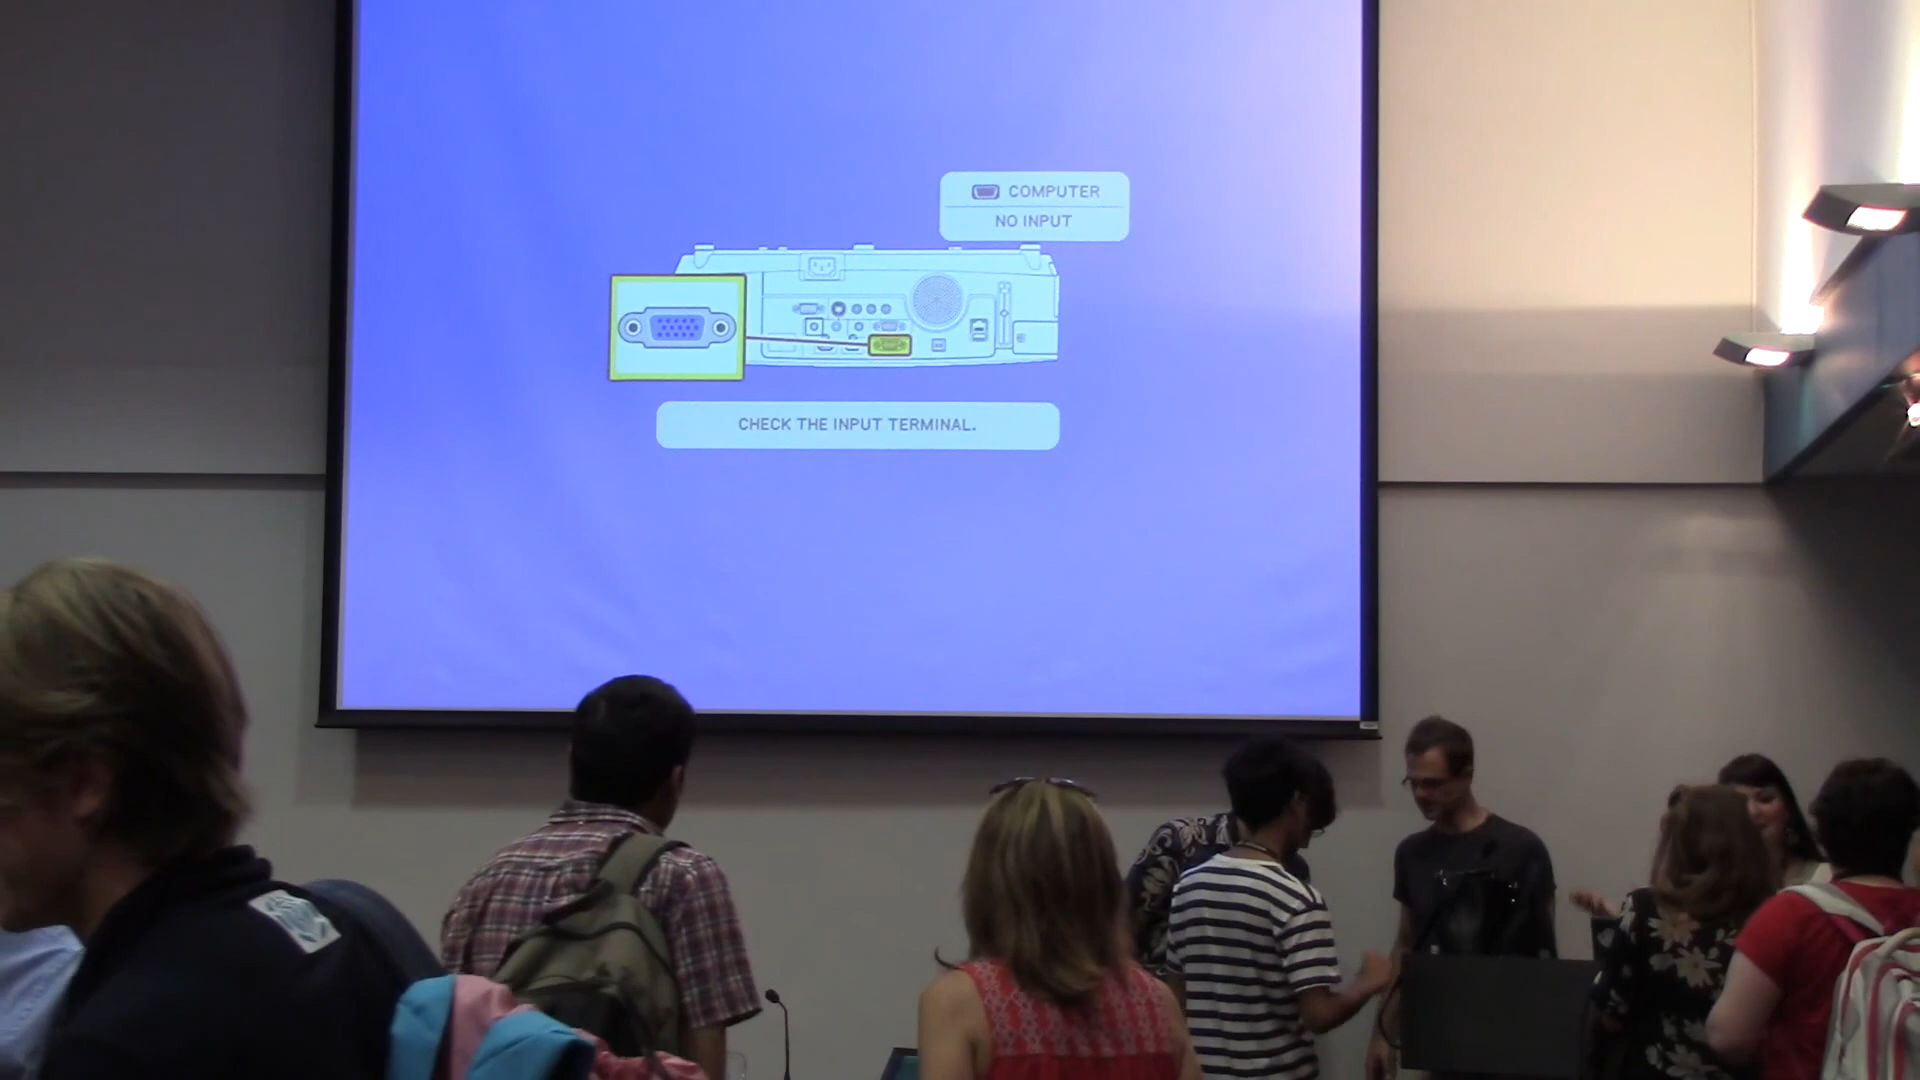 COMPUTER
NO INPUT
CHECK THE INPUT TERMINAL.